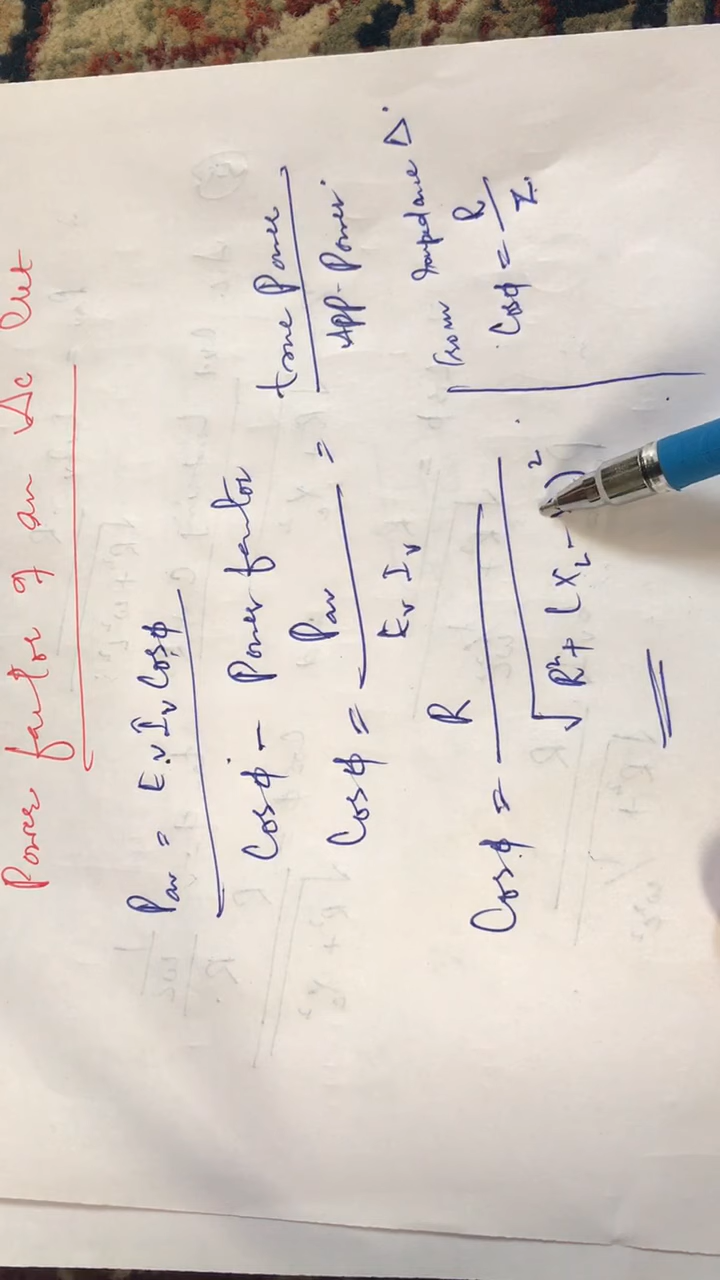 Power factor of an Ac Cut
Pav = Ev Iv Cosϕ
Cosϕ - Power factor
Cosϕ = Pav / Ev Iv = true Power / App. Power.
from Impedance Δ.
Cosϕ = R / Z.
Cosϕ = R / √R² + (XL - )²